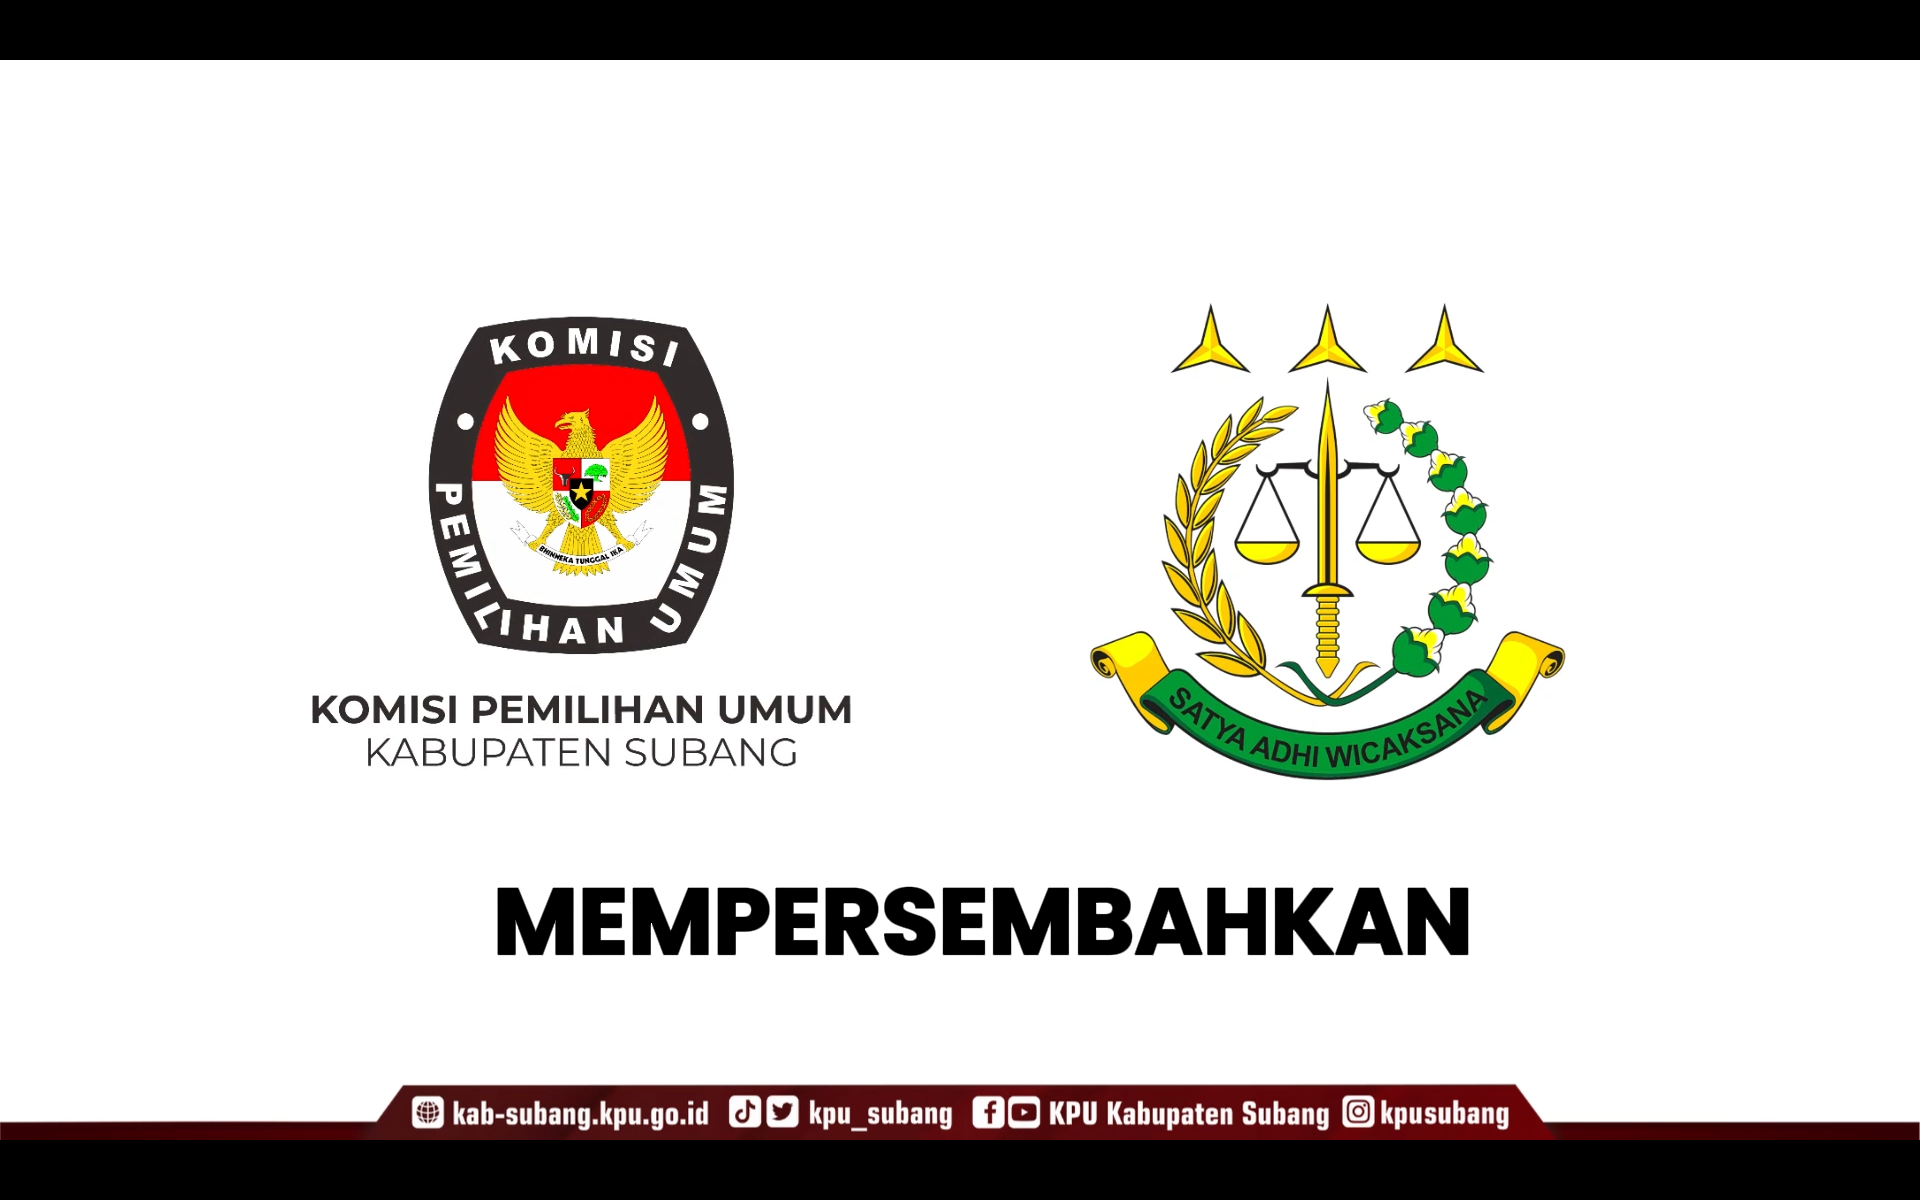 KOMISI
PEMILIHAN UMUM
BHINNEKA TUNGGAL IKA
KOMISI PEMILIHAN UMUM
KABUPATEN SUBANG
SATYA ADHI WICAKSANA
MEMPERSEMBAHKAN
kab-subang.kpu.go.id kpu_subang KPU Kabupaten Subang kpusubang